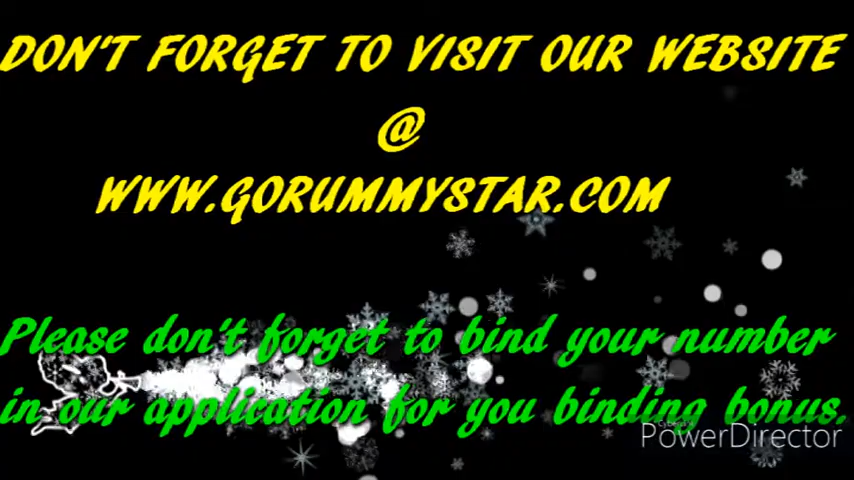 DON'T FORGET TO VISIT OUR WEBSITE
@
WWW.GORUMMYSTAR.COM
Please don't forget to bind your number
in our application for you binding bonus.
CyberLink
PowerDirector